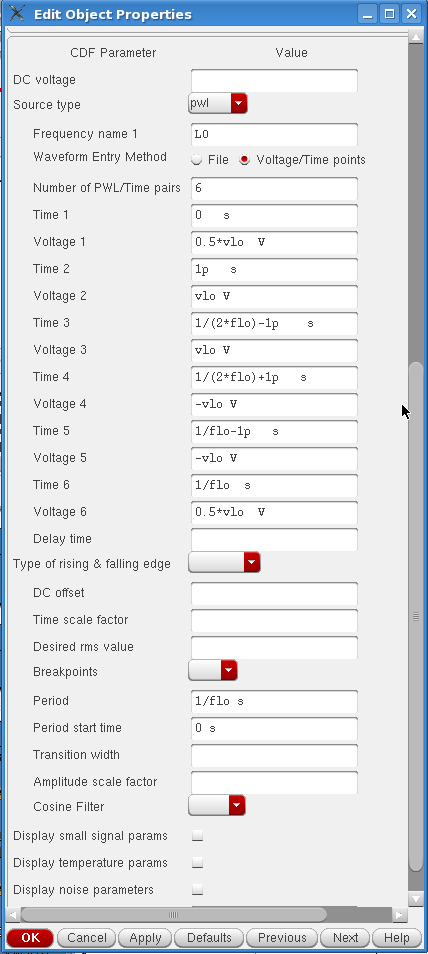 Edit Object Properties
CDF Parameter Value
DC voltage
Source type pwl
Frequency name 1 LO
Waveform Entry Method File Voltage/Time points
Number of PWL/Time pairs 6
Time 1 0 s
Voltage 1 0.5*vlo V
Time 2 1p s
Voltage 2 vlo V
Time 3 1/(2*flo)-1p s
Voltage 3 vlo V
Time 4 1/(2*flo)+1p s
Voltage 4 -vlo V
Time 5 1/flo-1p s
Voltage 5 -vlo V
Time 6 1/flo s
Voltage 6 0.5*vlo V
Delay time
Type of rising & falling edge
DC offset
Time scale factor
Desired rms value
Breakpoints
Period 1/flo s
Period start time 0 s
Transition width
Amplitude scale factor
Cosine Filter
Display small signal params
Display temperature params
Display noise parameters
OK Cancel Apply Defaults Previous Next Help